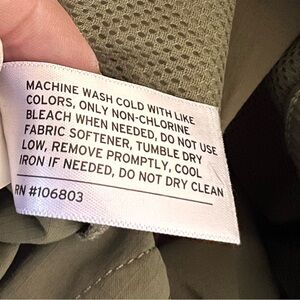 MACHINE WASH COLD WITH LIKE
COLORS, ONLY NON-CHLORINE
BLEACH WHEN NEEDED, DO NOT USE
FABRIC SOFTENER, TUMBLE DRY
LOW, REMOVE PROMPTLY, COOL
IRON IF NEEDED, DO NOT DRY CLEAN
RN #106803